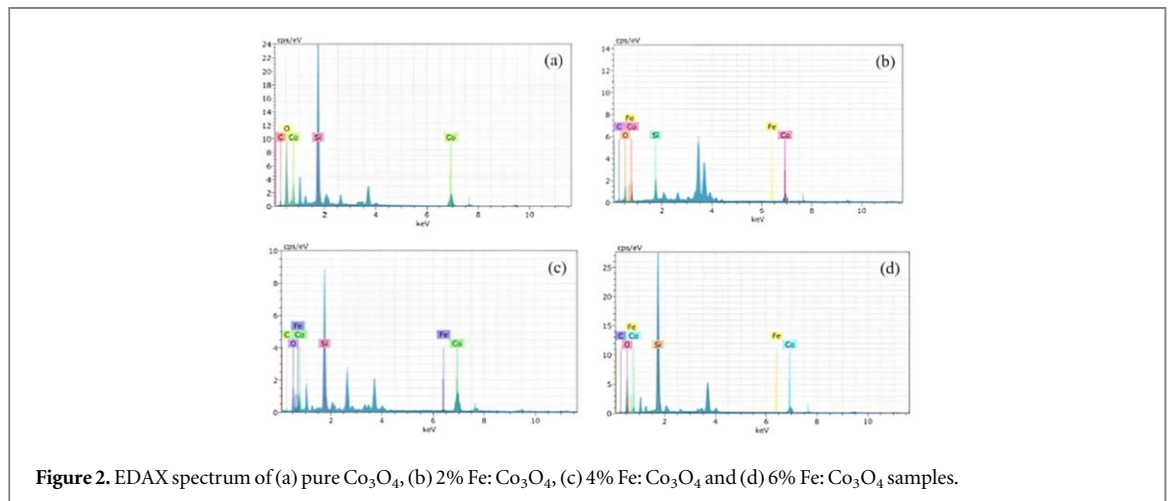 cps/eV
(a)
24
22
20
18
16
14
12
10
8
6
4
2
0
O
C Co Si Co
2 4 6 8 10
keV
cps/eV
(b)
14
12
10
8
6
4
2
0
Fe
C Co Fe
O Si Co
2 4 6 8 10
keV
cps/eV
(c)
10
8
6
4
2
0
Fe
C Co Fe
O Si Co
2 4 6 8 10
keV
cps/eV
(d)
25
20
15
10
5
0
Fe
C Co Fe
O Si Co
2 4 6 8 10
keV
Figure 2. EDAX spectrum of (a) pure Co₃O₄, (b) 2% Fe: Co₃O₄, (c) 4% Fe: Co₃O₄ and (d) 6% Fe: Co₃O₄ samples.